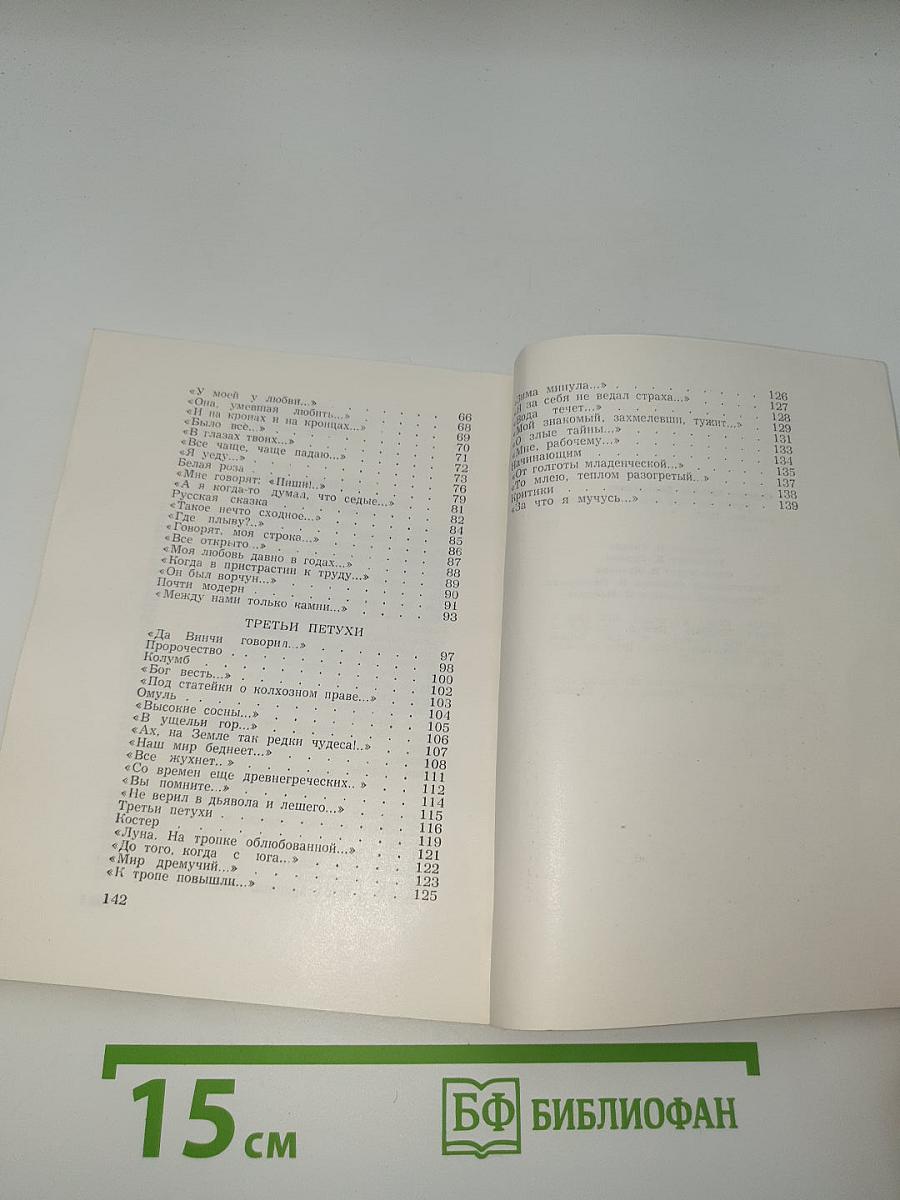 «У моей у любви...» 66
«Она, умевшая любить...» 68
«И на кронах и на кронцах...» 69
«Было все...» 70
«В глазах твоих...» 71
«Все чаще, чаще падаю...» 72
«Я уеду...» 73
Белая роза 76
«Мне говорят: «Пиши!..» 79
«А я когда-то думал, что седые...» 81
Русская сказка 82
«Такое нечто сходное...» 84
«Где плыву?..» 85
«Говорят, моя строка...» 86
«Все открыто...» 87
«Моя любовь давно в годах...» 88
«Когда в пристрастии к труду...» 89
«Он был ворчун...» 90
Почти модерн 91
«Между нами только камни...» 93
ТРЕТЬИ ПЕТУХИ
«Да Винчи говорил...» 97
Пророчество 98
Колумб 100
«Бог весть...» 102
«Под статейки о колхозном праве...» 103
Омуль 104
«Высокие сосны...» 105
«В ущельи гор...» 106
«Ах, на Земле так редки чудеса!..» 107
«Наш мир беднеет...» 108
«Все жухнет...» 111
«Со времен еще древнегреческих...» 112
«Вы помните...» 114
«Не верил в дьявола и лешего...» 115
Третьи петухи 116
Костер 119
«Луна. На тропке облюбованной...» 121
«До того, когда с юга...» 122
«Мир дремучий...» 123
«К тропе повышли...» 125
142
зима минула...» 126
«Я за себя не ведал страха...» 127
«Вода течет...» 128
«Мой знакомый, захмелевши, тужит...» 129
«О злые тайны...» 131
«Мне, рабочему...» 133
Начинающим 134
«От голготы младенческой...» 135
«То млею, теплом разогретый...» 137
Критики 138
«За что я мучусь...» 139
15 см
БФ БИБЛИОФАН